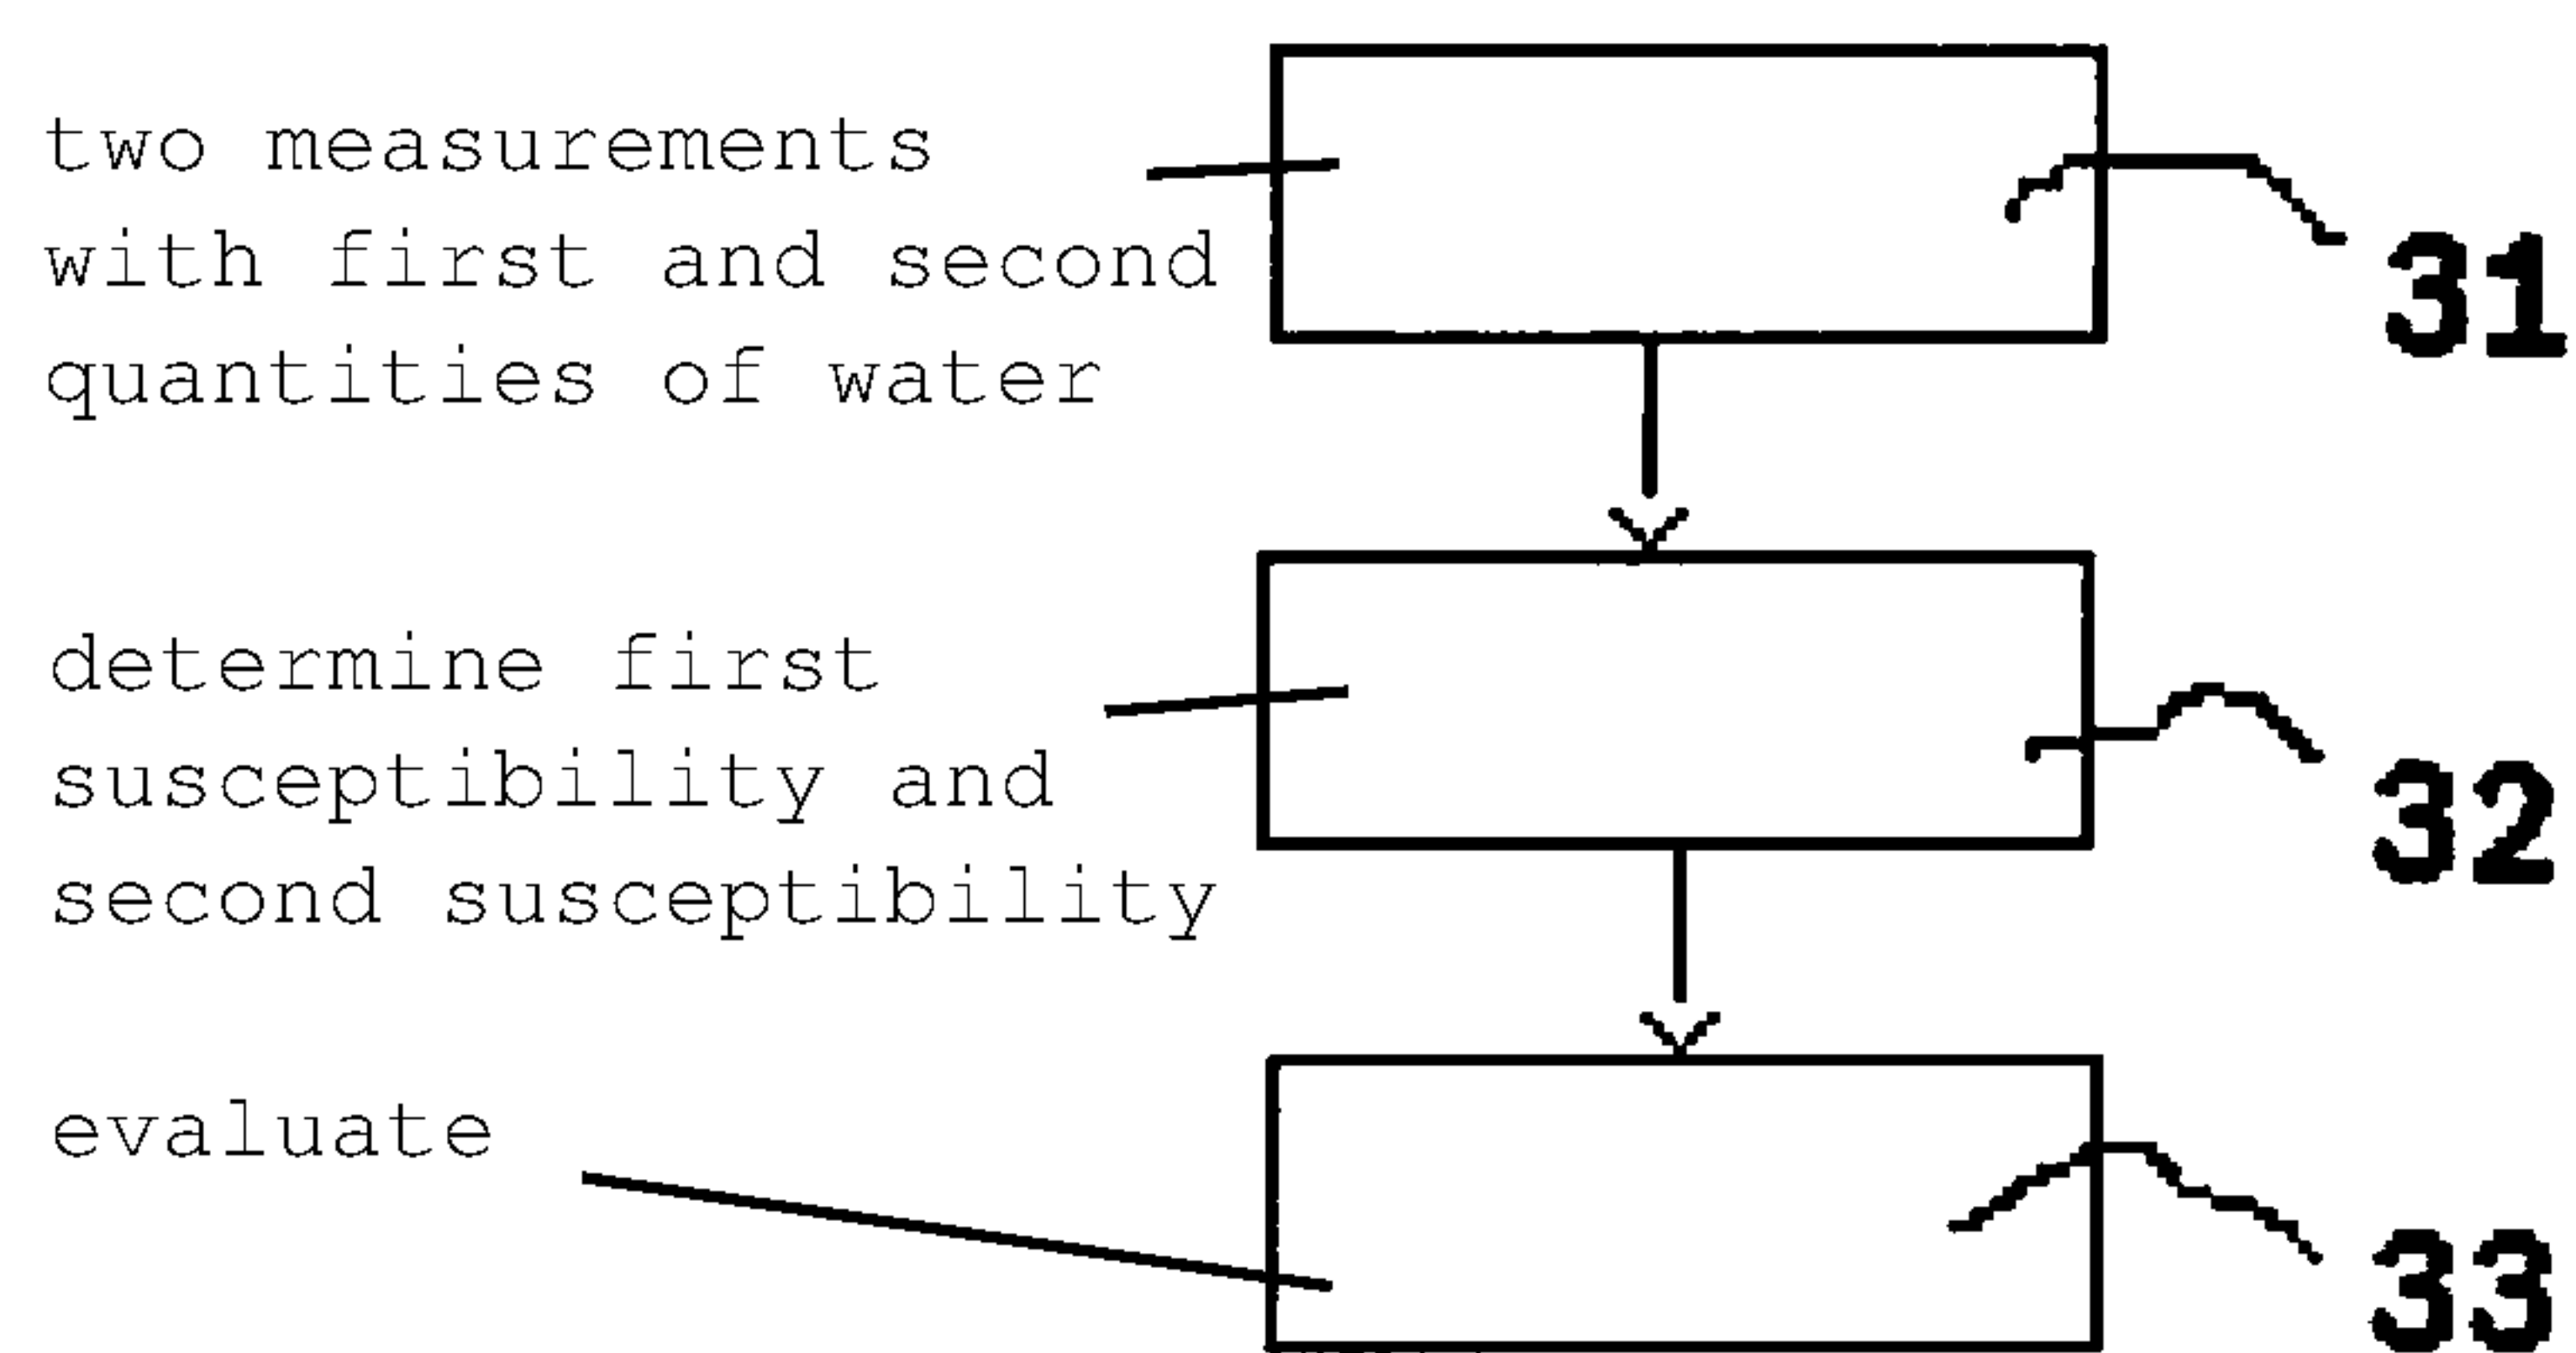 two measurements
with first and second
quantities of water
31
determine first
susceptibility and
second susceptibility
32
evaluate
33